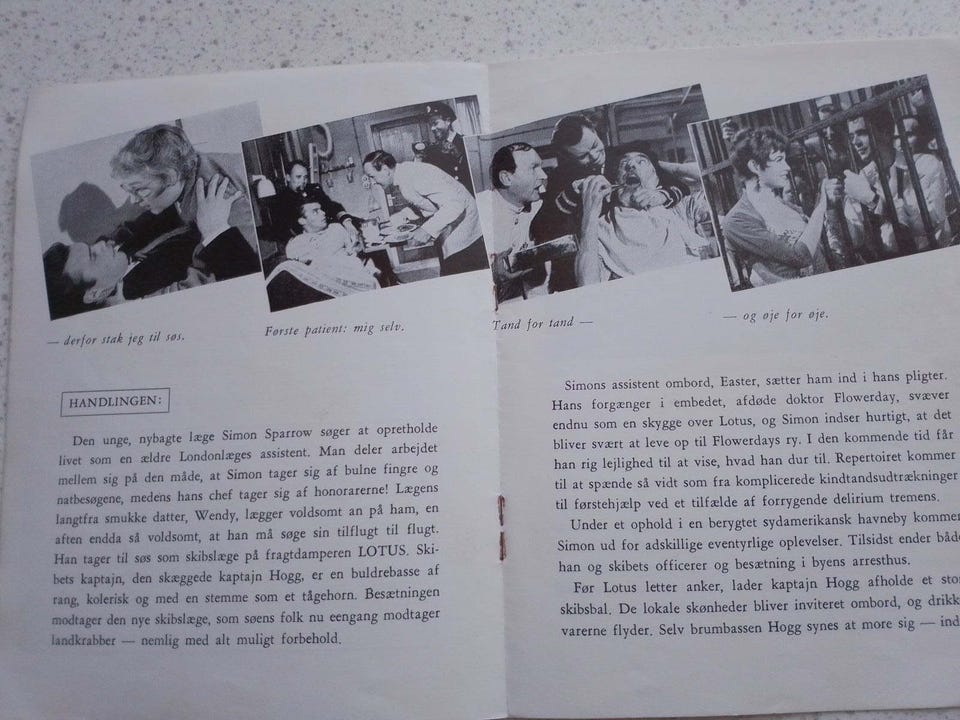 — derfor stak jeg til søs.
Første patient: mig selv.
Tand for tand —
— og øje for øje.
HANDLINGEN:
Den unge, nybagte læge Simon Sparrow søger at opretholde
livet som en ældre Londonlæges assistent. Man deler arbejdet
mellem sig på den måde, at Simon tager sig af bulne fingre og
natbesøgene, medens hans chef tager sig af honorarerne! Lægens
langtfra smukke datter, Wendy, lægger voldsomt an på ham, en
aften endda så voldsomt, at han må søge sin tilflugt til flugt.
Han tager til søs som skibslæge på fragtdamperen LOTUS. Ski-
bets kaptajn, den skæggede kaptajn Hogg, er en buldrebasse af
rang, kolerisk og med en stemme som et tågehorn. Besætningen
modtager den nye skibslæge, som søens folk nu eengang modtager
landkrabber — nemlig med alt muligt forbehold.
Simons assistent ombord, Easter, sætter ham ind i hans pligter.
Hans forgænger i embedet, afdøde doktor Flowerday, svæver
endnu som en skygge over Lotus, og Simon indser hurtigt, at det
bliver svært at leve op til Flowerdays ry. I den kommende tid får
han rig lejlighed til at vise, hvad han dur til. Repertoiret kommer
til at spænde så vidt som fra komplicerede kindtandsudtrækninger
til førstehjælp ved et tilfælde af forrygende delirium tremens.
Under et ophold i en berygtet sydamerikansk havneby kommer
Simon ud for adskillige eventyrlige oplevelser. Tilsidst ender både
han og skibets officerer og besætning i byens arresthus.
Før Lotus letter anker, lader kaptajn Hogg afholde et stor
skibsbal. De lokale skønheder bliver inviteret ombord, og drikke
varerne flyder. Selv brumbassen Hogg synes at more sig — ind